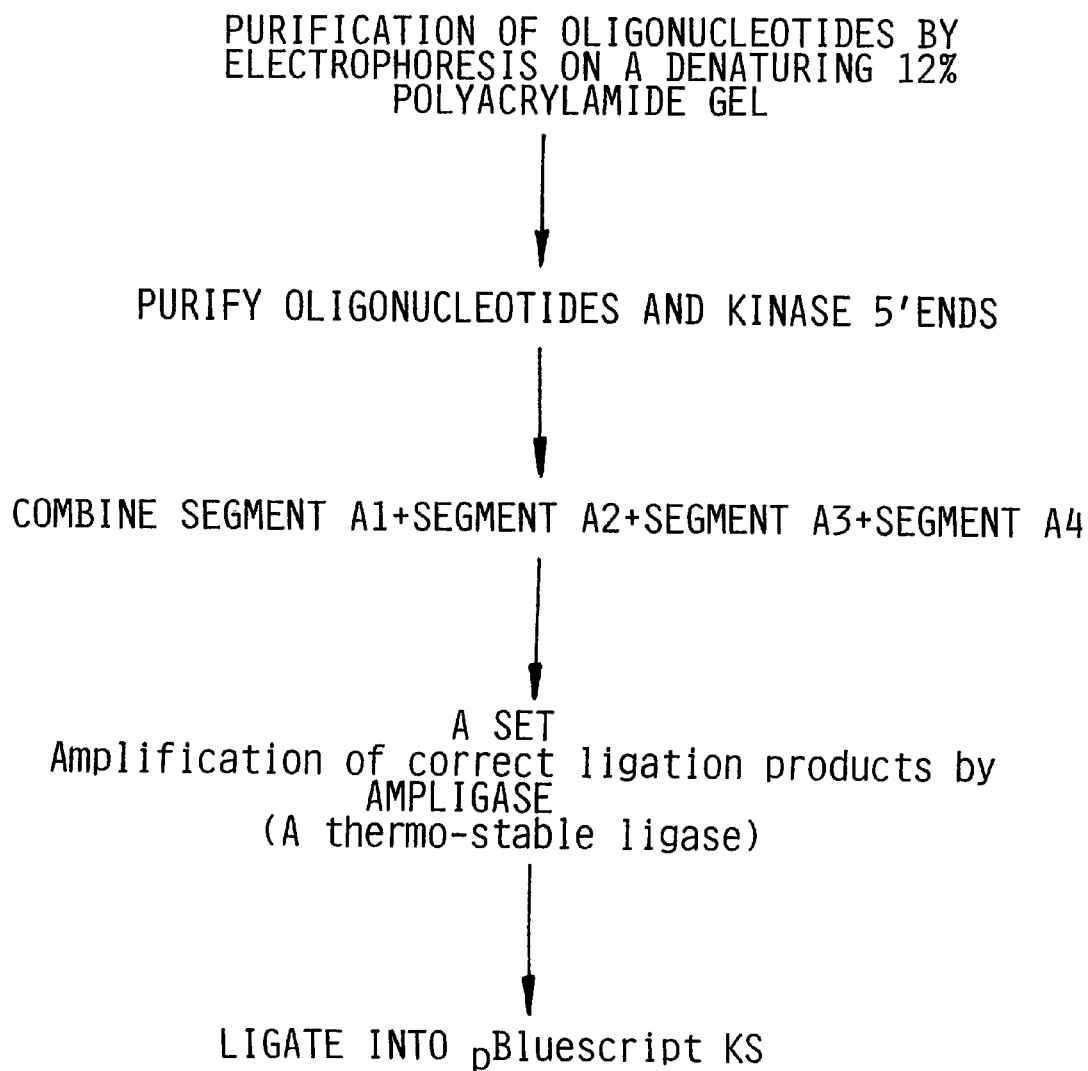 PURIFICATION OF OLIGONUCLEOTIDES BY
ELECTROPHORESIS ON A DENATURING 12%
POLYACRYLAMIDE GEL
PURIFY OLIGONUCLEOTIDES AND KINASE 5'ENDS
COMBINE SEGMENT A1+SEGMENT A2+SEGMENT A3+SEGMENT A4
A SET
Amplification of correct ligation products by
AMPLIGASE
(A thermo-stable ligase)
LIGATE INTO pBluescript KS